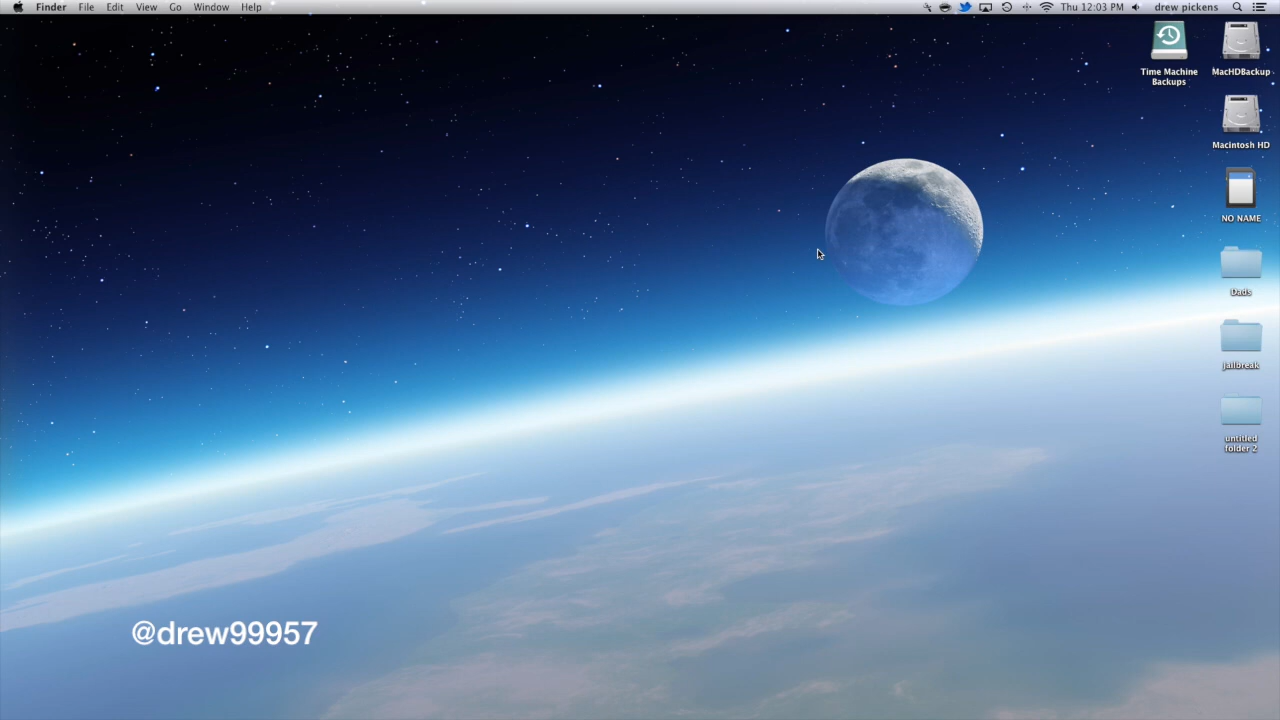 Finder File Edit View Go Window Help Thu 12:03 PM drew pickens
Time Machine
Backups
MacHDBackup
Macintosh HD
NO NAME
Dads
jailbreak
untitled
folder 2
@drew99957